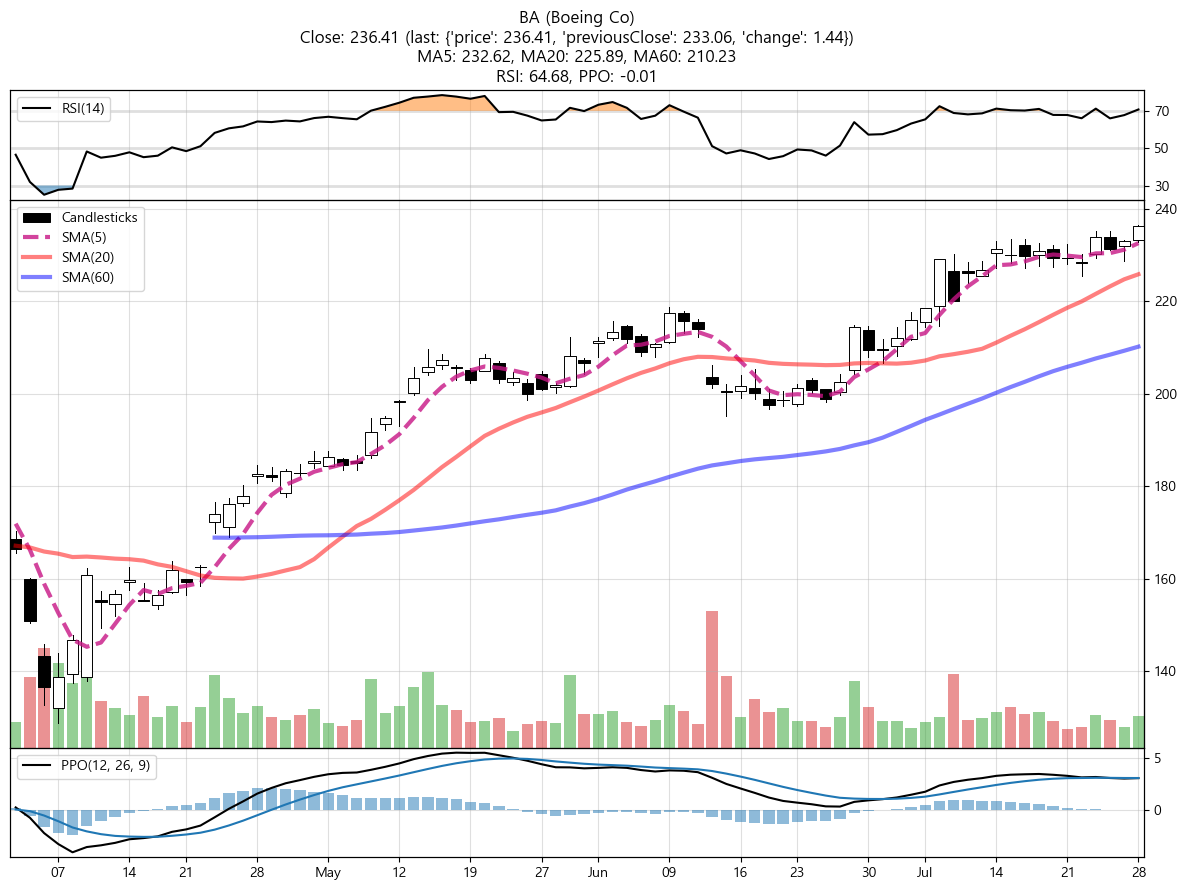 BA (Boeing Co)
Close: 236.41 (last: {'price': 236.41, 'previousClose': 233.06, 'change': 1.44})
MA5: 232.62, MA20: 225.89, MA60: 210.23
RSI: 64.68, PPO: -0.01
RSI(14)
70
50
30
Candlesticks
SMA(5)
SMA(20)
SMA(60)
240
220
200
180
160
140
PPO(12, 26, 9)
5
0
07 14 21 28 May 12 19 27 Jun 09 16 23 30 Jul 14 21 28